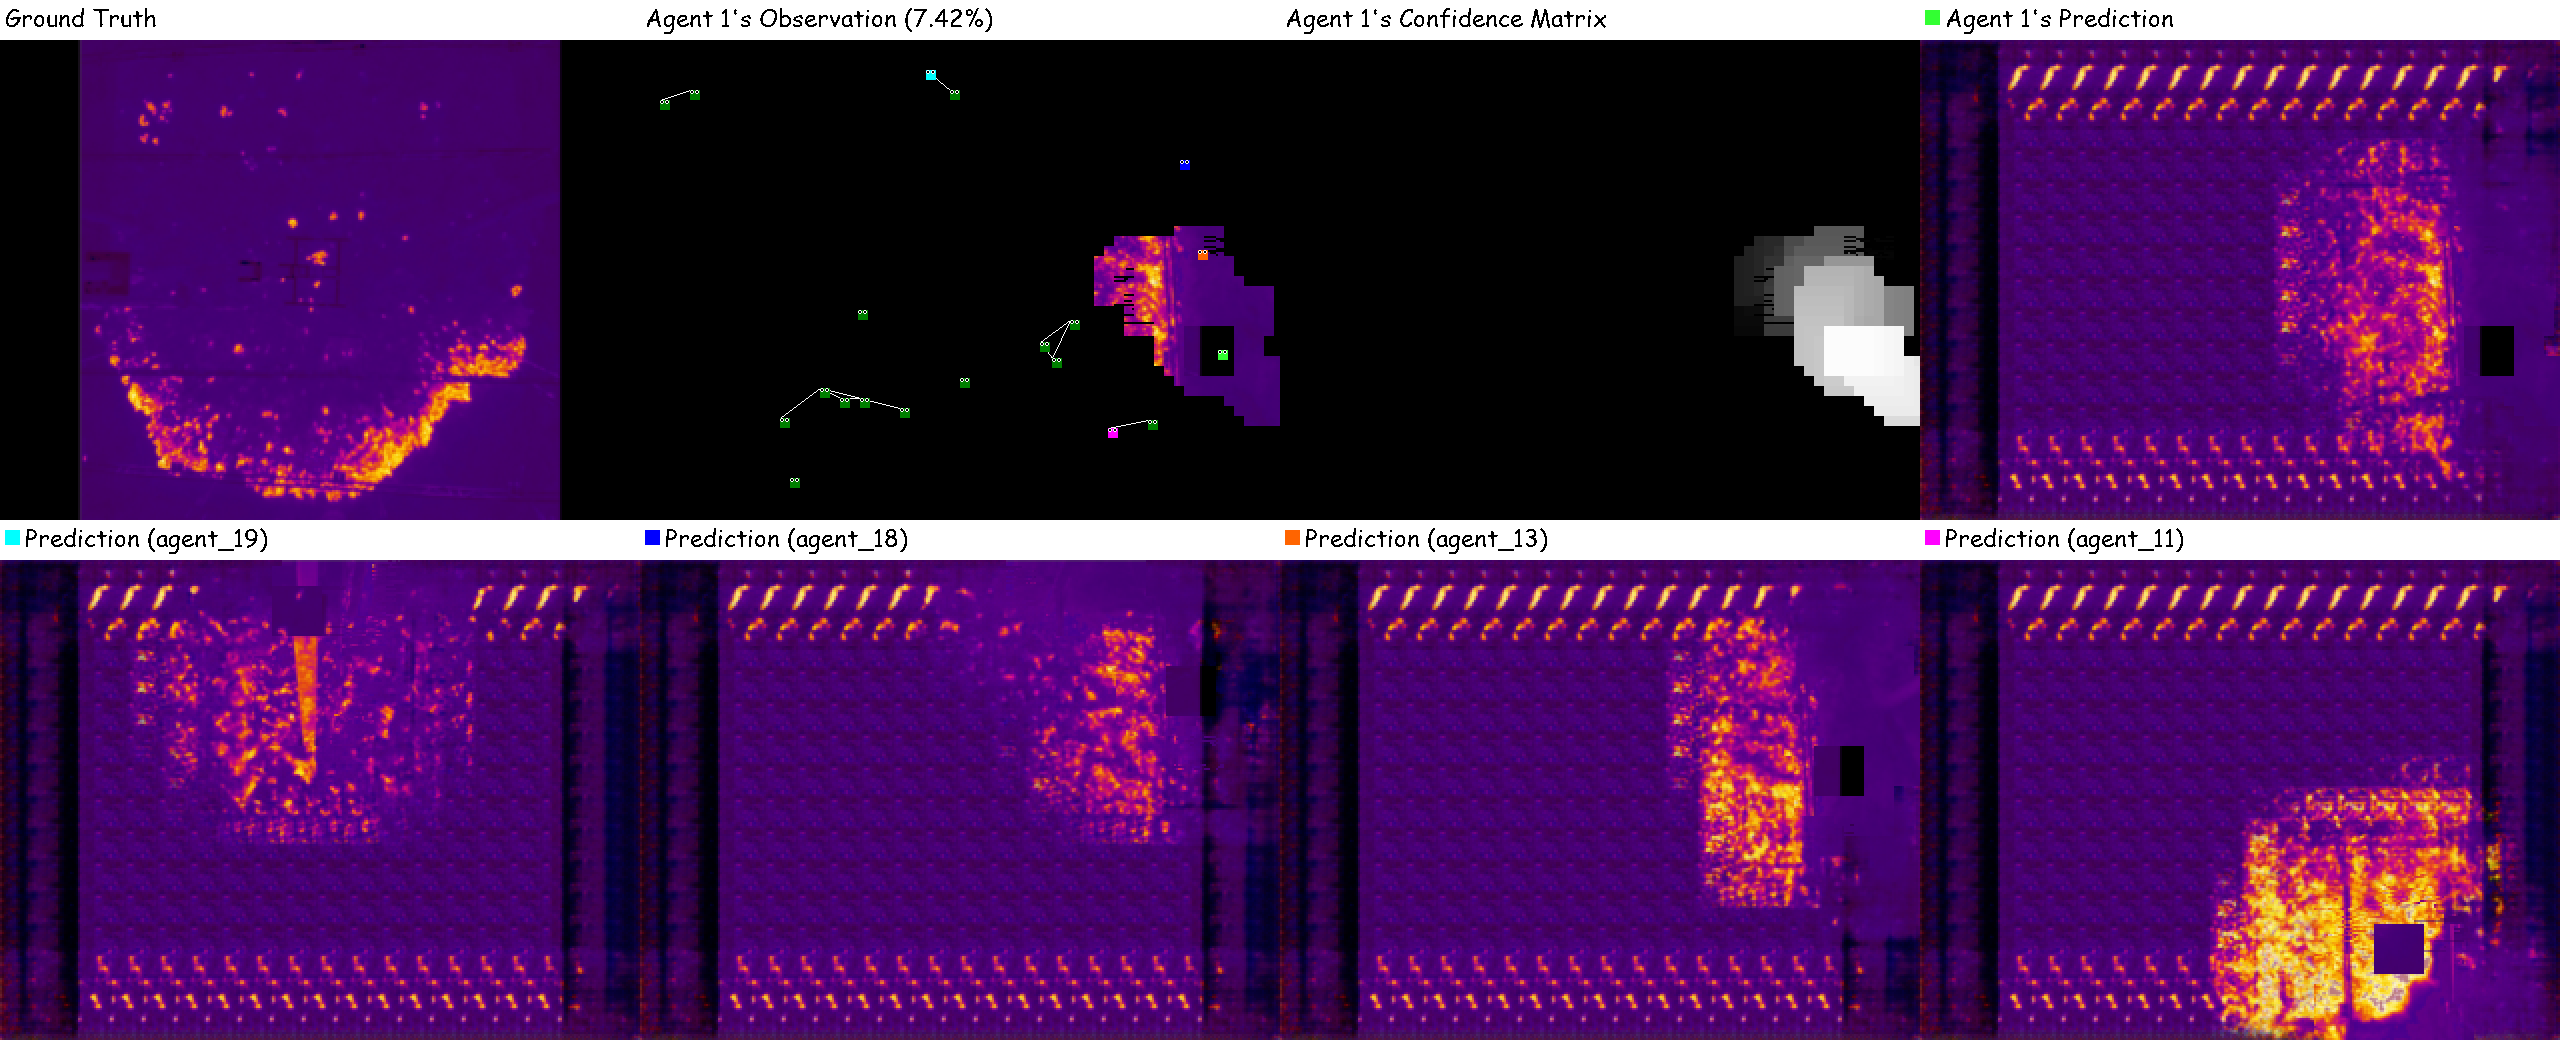 Ground Truth
Agent 1's Observation (7.42%)
Agent 1's Confidence Matrix
Agent 1's Prediction
Prediction (agent_19)
Prediction (agent_18)
Prediction (agent_13)
Prediction (agent_11)